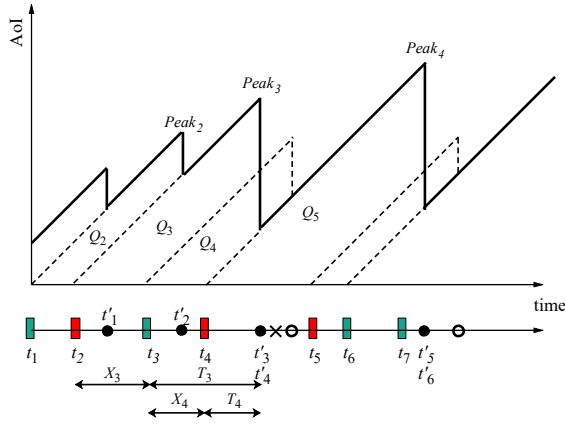 AoI
Peak₄
Peak₃
Peak₂
Q₂ Q₃ Q₄ Q₅
time
t'₁ t'₂
t₁ t₂ t₃ t₄ t'₃ t₅ t₆ t₇ t'₅
t'₄ t'₆
X₃ T₃
X₄ T₄